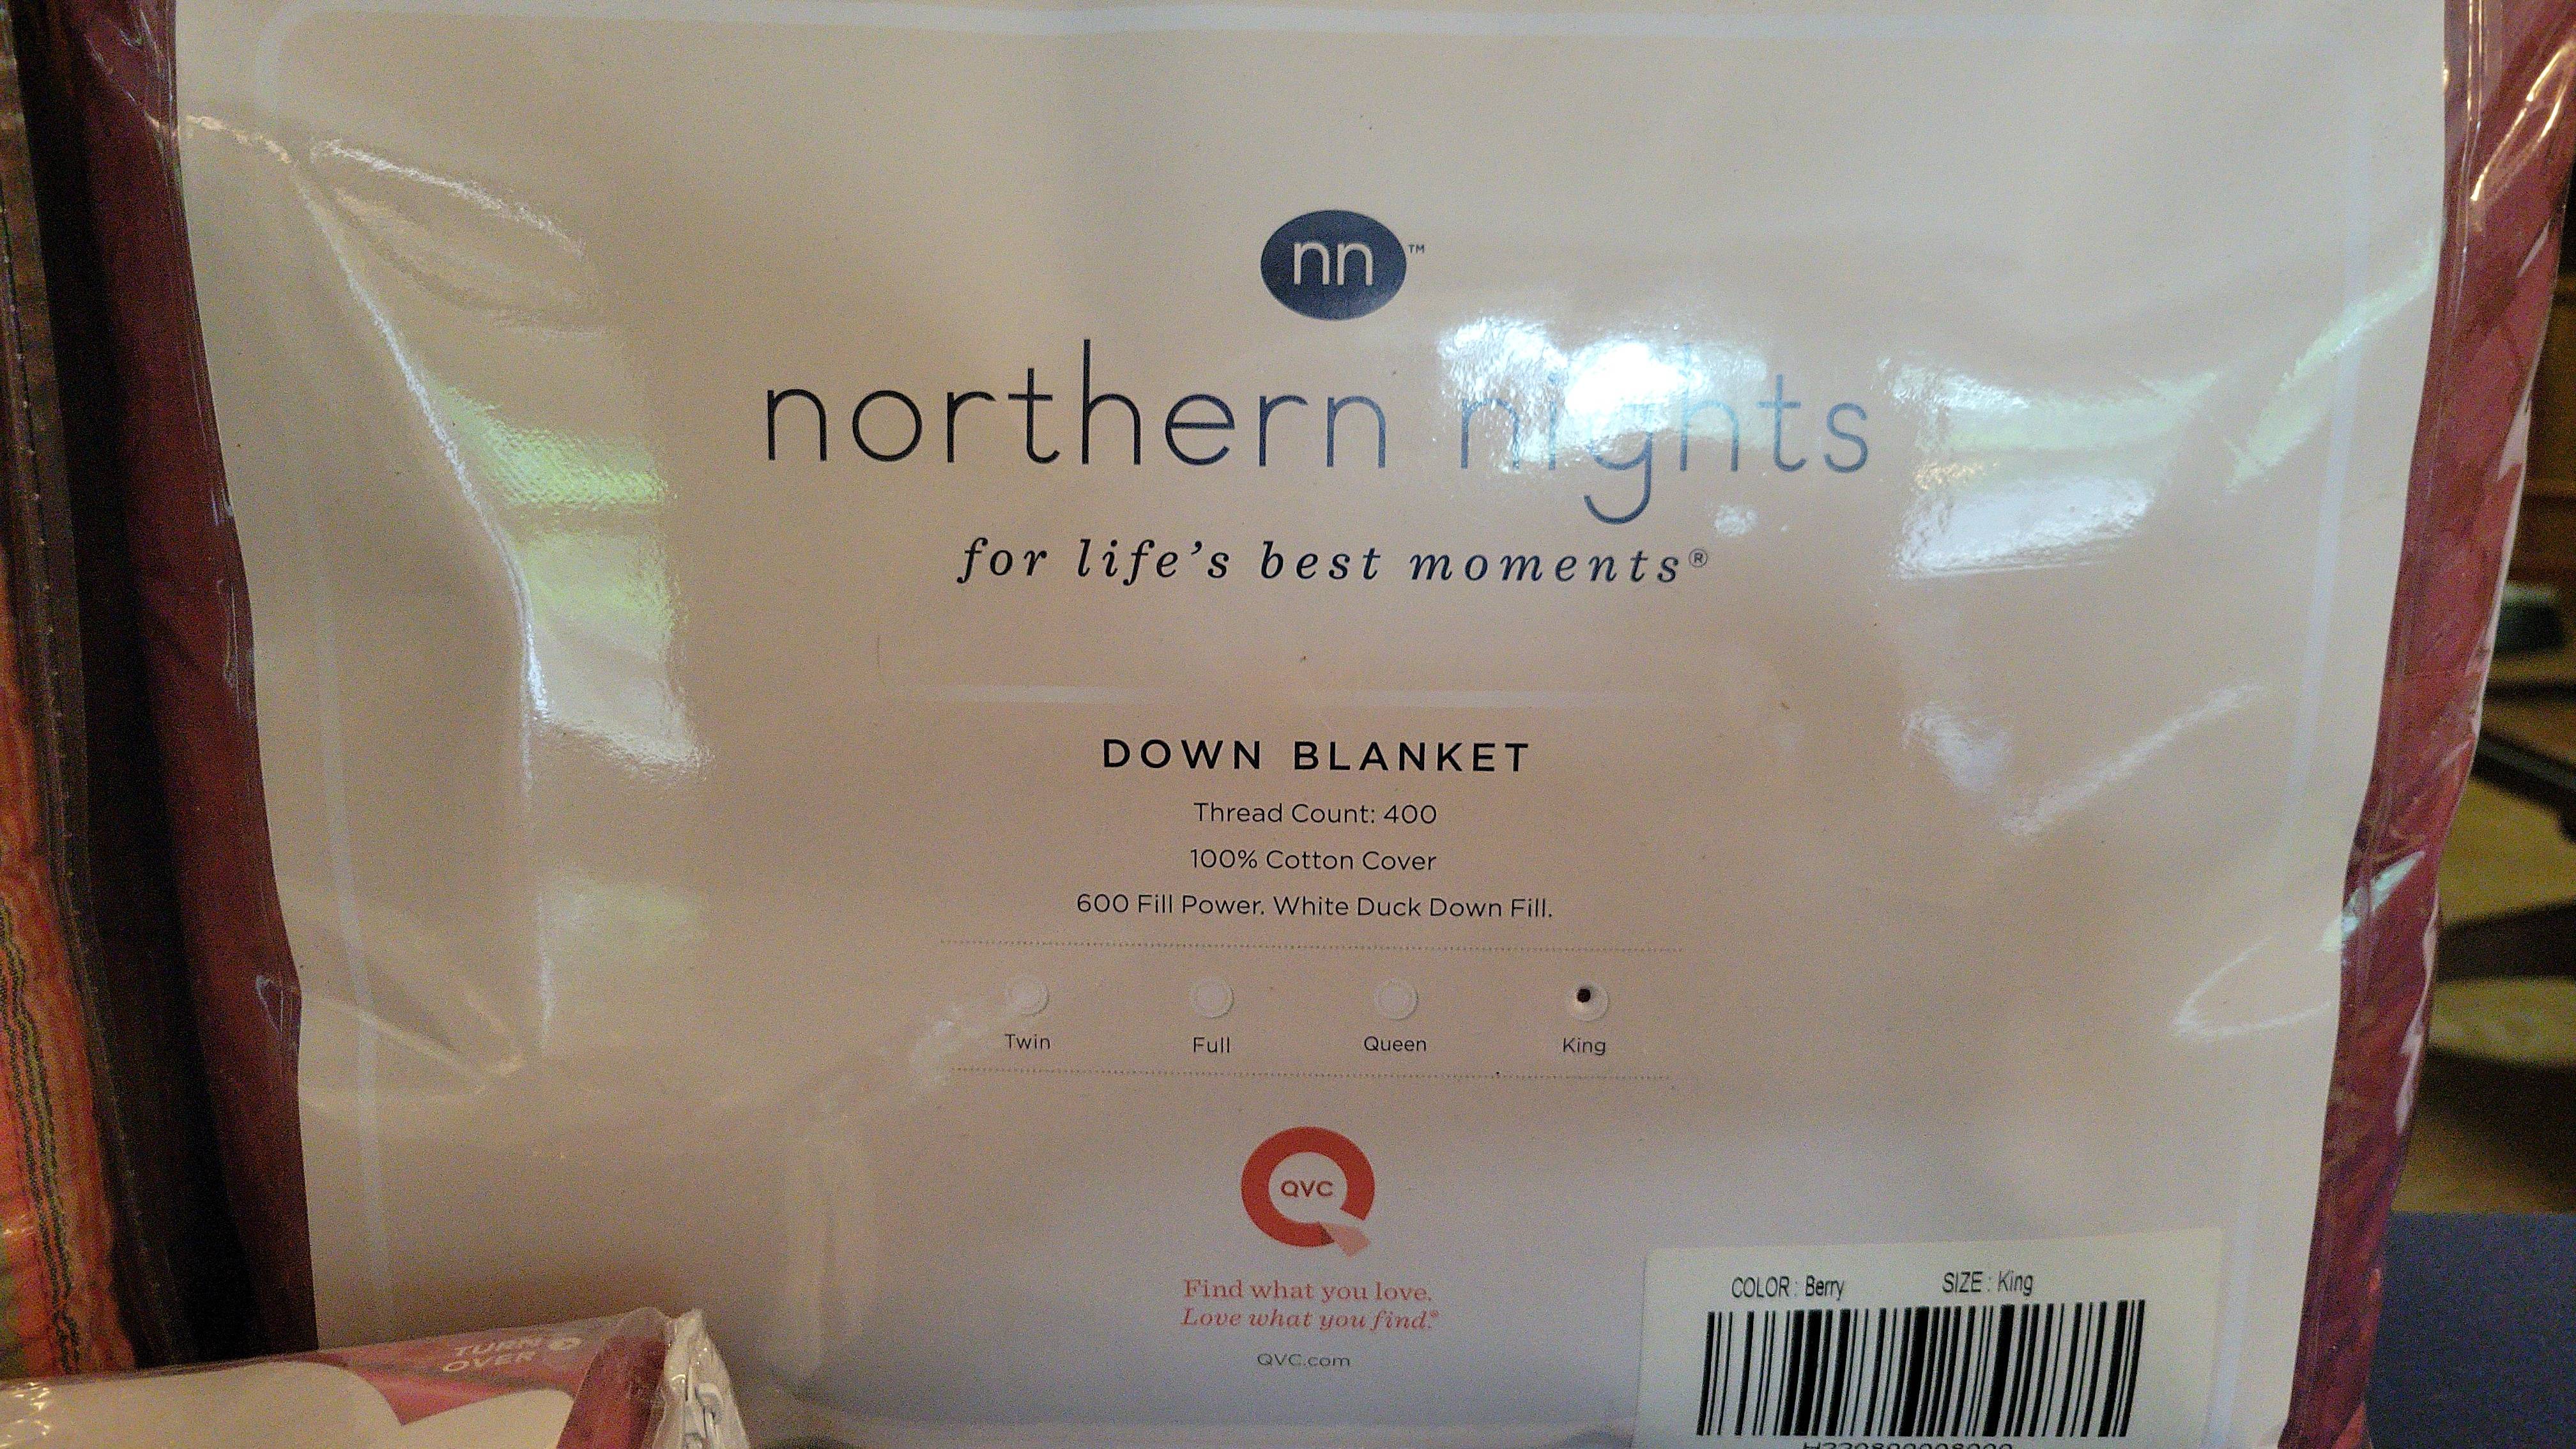 nn™
northern nights
for life's best moments®
DOWN BLANKET
Thread Count: 400
100% Cotton Cover
600 Fill Power. White Duck Down Fill.
Twin Full Queen King
QVC
Find what you love.
Love what you find.®
QVC.com
COLOR : Berry SIZE : King
TURN
OVER